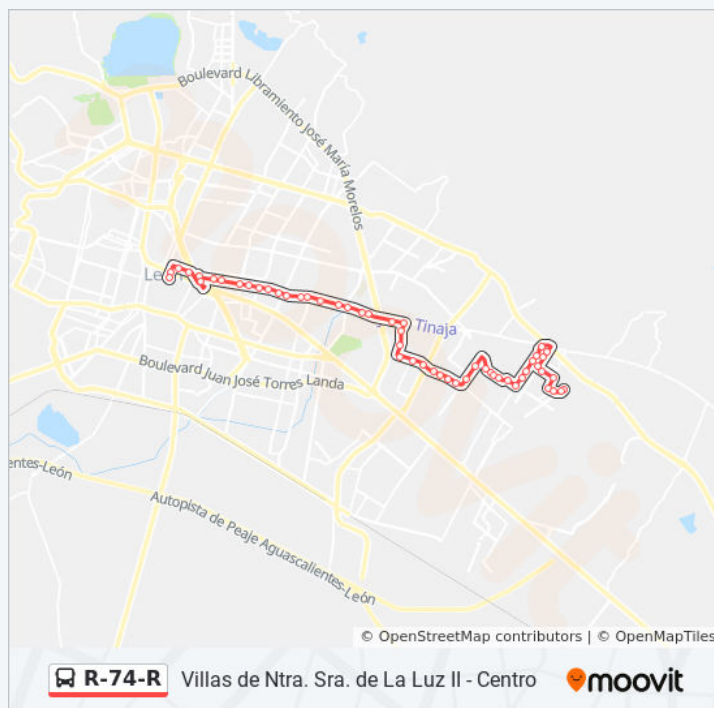 Boulevard Libramiento José María Morelos
Tinaja
Boulevard Juan José Torres Landa
entes-León
Autopista de Peaje Aguascalientes-León
© OpenStreetMap contributors | © OpenMapTiles
R-74-R
Villas de Ntra. Sra. de La Luz II - Centro
moovit